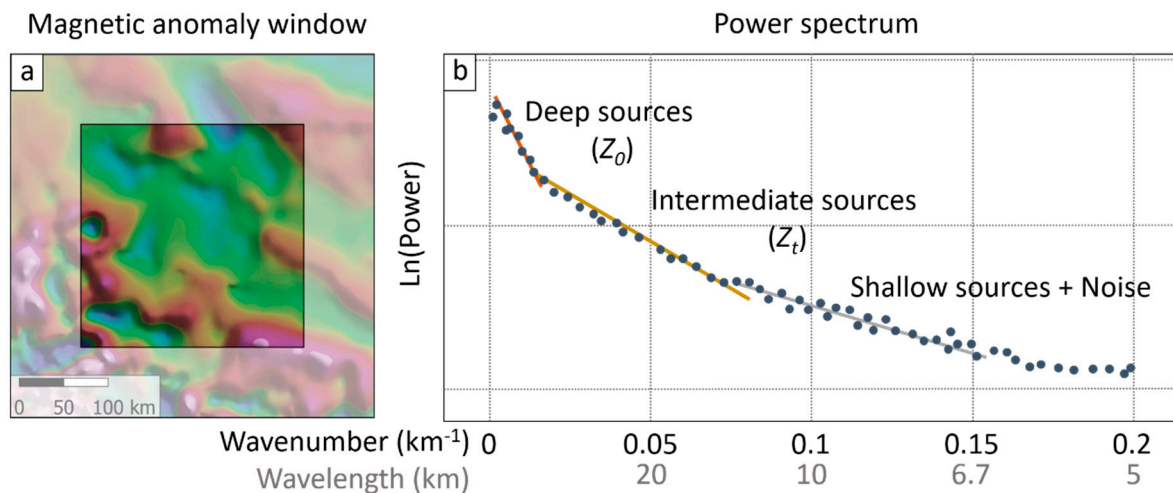 Magnetic anomaly window
Power spectrum
a
0 50 100 km
b
Ln(Power)
Deep sources
(Z0)
Intermediate sources
(Zt)
Shallow sources + Noise
Wavenumber (km-1) 0 0.05 0.1 0.15 0.2
Wavelength (km) 20 10 6.7 5